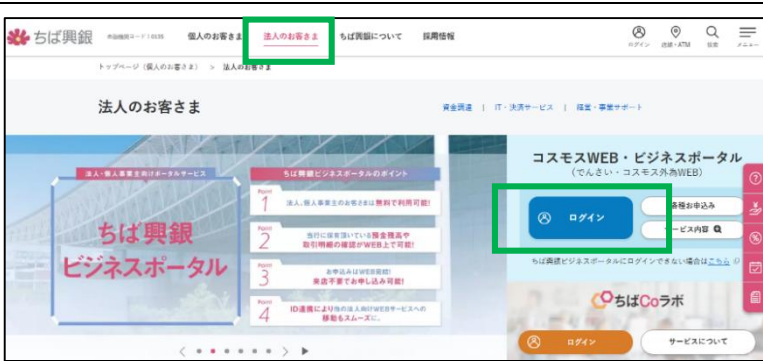 ちば興銀
金融機関コード：0135
個人のお客さま
法人のお客さま
ちば興銀について
採用情報
ログイン
店舗・ATM
検索
メニュー
トップページ（個人のお客さま） > 法人のお客さま
法人のお客さま
資金調達 | IT・決済サービス | 経営・事業サポート
法人・個人事業主向けポータルサービス
ちば興銀
ビジネスポータル
ちば興銀ビジネスポータルのポイント
Point 1
法人、個人事業主のお客さまは無料で利用可能!
Point 2
当行に保有頂いている預金残高や
取引明細の確認がWEB上で可能!
Point 3
お申込みはWEB完結!
来店不要でお申し込み可能!
Point 4
ID連携により他の法人向けWEBサービスへの
移動もスムーズに。
コスモスWEB・ビジネスポータル
（でんさい・コスモス外為WEB）
ログイン
各種お申込み
サービス内容
ちば興銀ビジネスポータルにログインできない場合はこちら
ちばCoラボ
ログイン
サービスについて